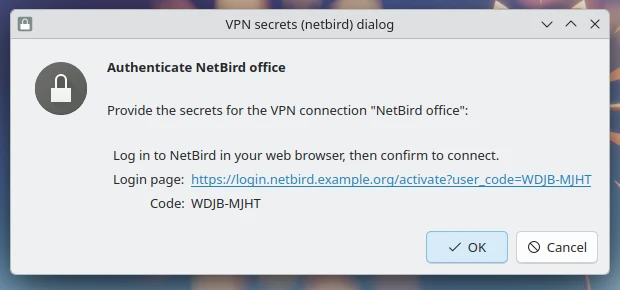 VPN secrets (netbird) dialog
Authenticate NetBird office
Provide the secrets for the VPN connection "NetBird office":
Log in to NetBird in your web browser, then confirm to connect.
Login page: https://login.netbird.example.org/activate?user_code=WDJB-MJHT
Code: WDJB-MJHT
OK Cancel